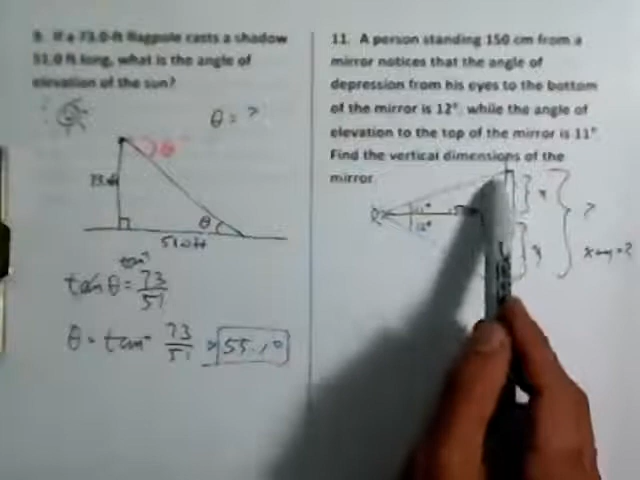 9. If a 73.0-ft flagpole casts a shadow
51.0 ft long, what is the angle of
elevation of the sun?
θ = ?
θ
73 ft
θ
51.0 ft
tan θ = 73/51
tan⁻¹
θ = tan⁻¹ 73/51 = 55.1°
11. A person standing 150 cm from a
mirror notices that the angle of
depression from his eyes to the bottom
of the mirror is 12°, while the angle of
elevation to the top of the mirror is 11°
Find the vertical dimensions of the
mirror
11°
12°
x
y
?
x+y=?